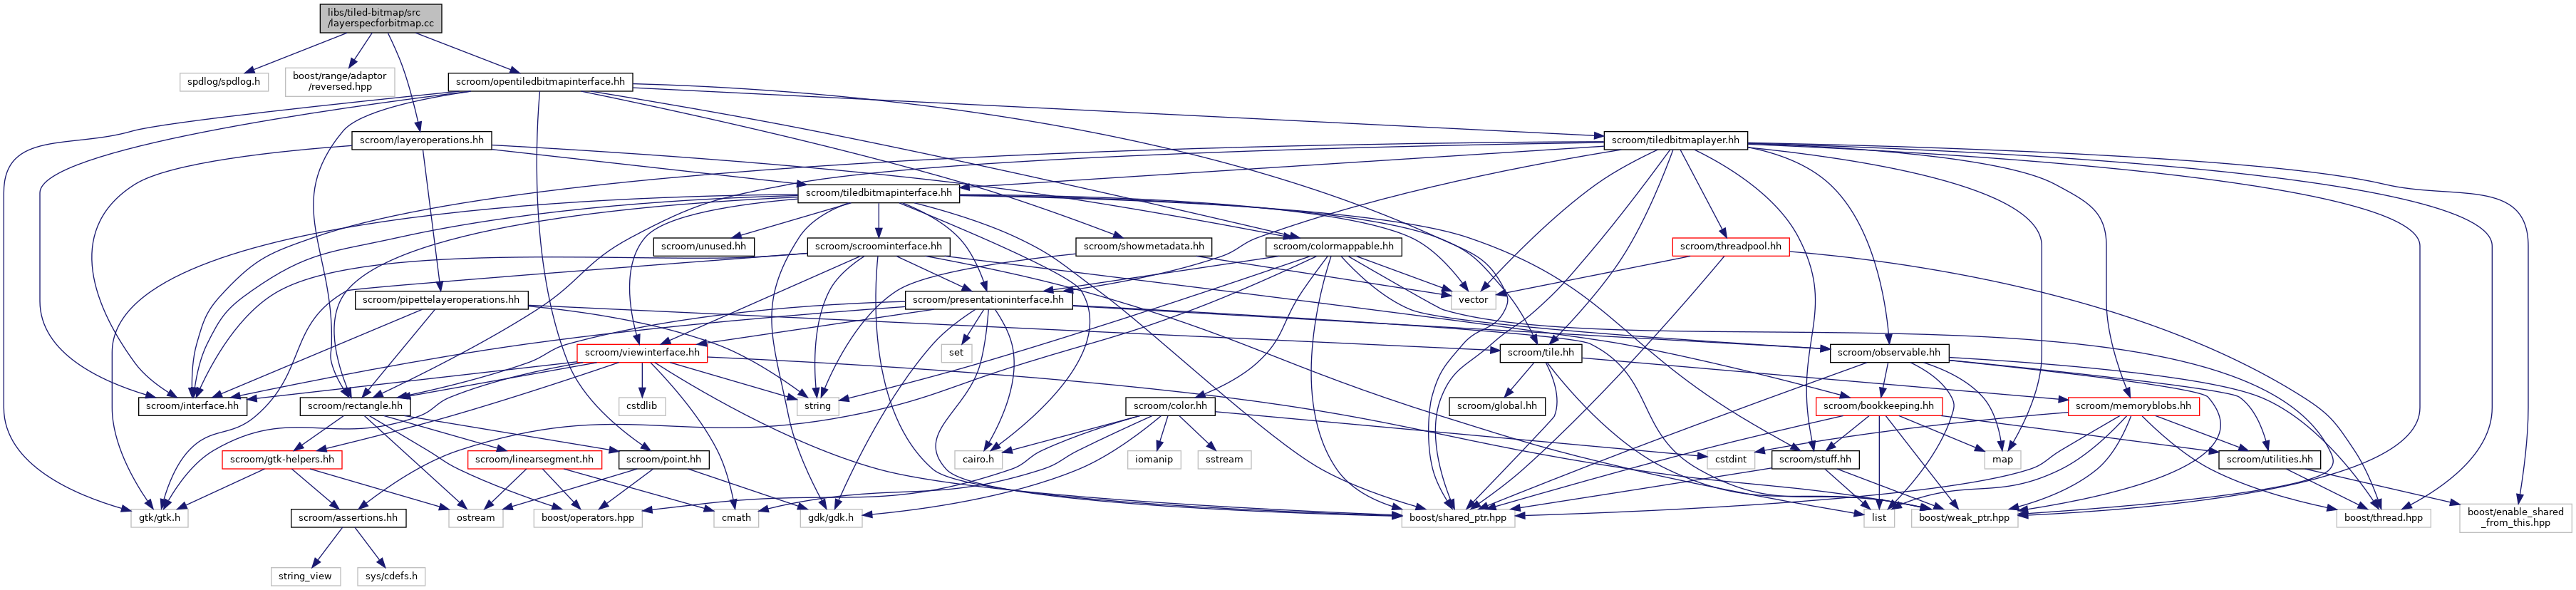 libs/tiled-bitmap/src
/layerspecforbitmap.cc
spdlog/spdlog.h
boost/range/adaptor
/reversed.hpp
scroom/opentiledbitmapinterface.hh
scroom/layeroperations.hh
scroom/tiledbitmaplayer.hh
scroom/tiledbitmapinterface.hh
scroom/unused.hh
scroom/scroominterface.hh
scroom/showmetadata.hh
scroom/colormappable.hh
scroom/threadpool.hh
scroom/pipettelayeroperations.hh
scroom/presentationinterface.hh
vector
scroom/viewinterface.hh
set
scroom/tile.hh
scroom/observable.hh
scroom/interface.hh
scroom/rectangle.hh
cstdlib
string
scroom/color.hh
scroom/global.hh
scroom/bookkeeping.hh
scroom/memoryblobs.hh
scroom/gtk-helpers.hh
scroom/linearsegment.hh
scroom/point.hh
cairo.h
iomanip
sstream
cstdint
scroom/stuff.hh
map
scroom/utilities.hh
gtk/gtk.h
scroom/assertions.hh
ostream
boost/operators.hpp
cmath
gdk/gdk.h
boost/shared_ptr.hpp
list
boost/weak_ptr.hpp
boost/thread.hpp
boost/enable_shared
_from_this.hpp
string_view
sys/cdefs.h